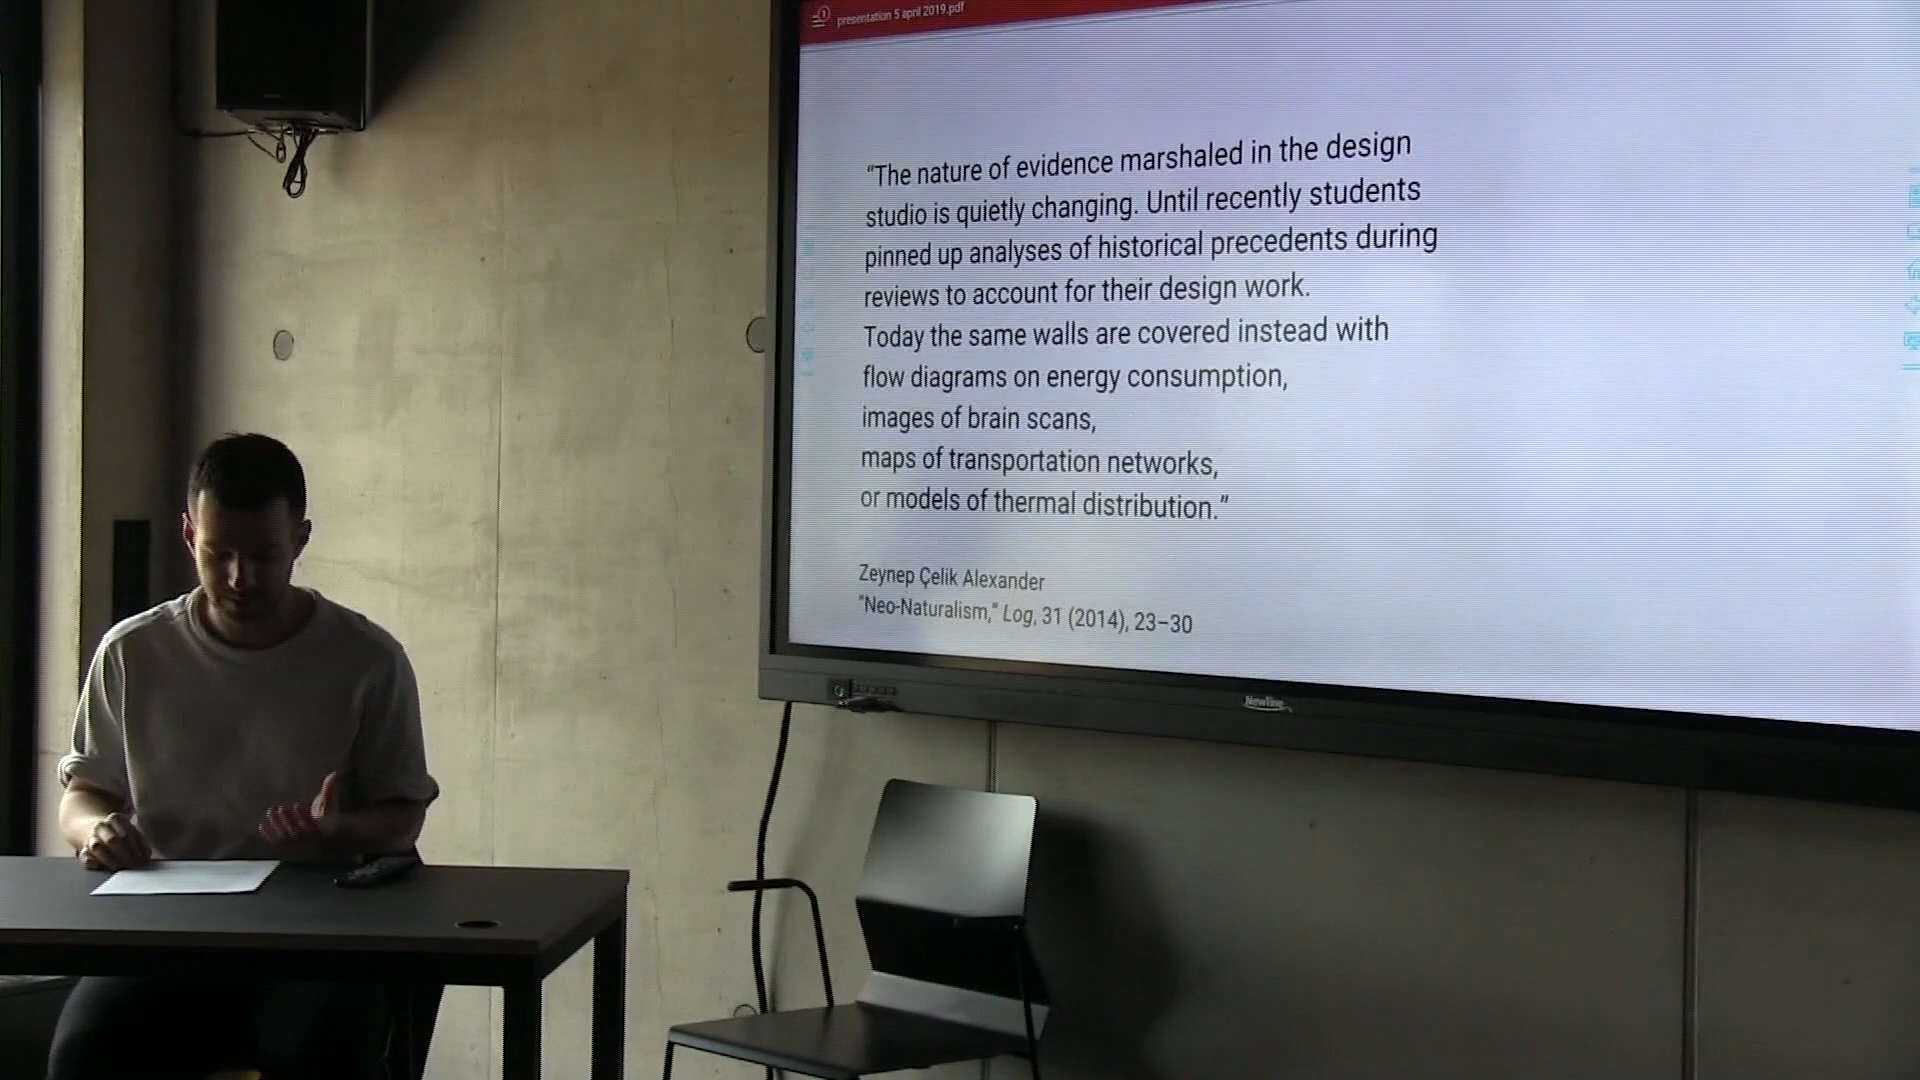 presentation 5 april 2019.pdf
“The nature of evidence marshaled in the design
studio is quietly changing. Until recently students
pinned up analyses of historical precedents during
reviews to account for their design work.
Today the same walls are covered instead with
flow diagrams on energy consumption,
images of brain scans,
maps of transportation networks,
or models of thermal distribution.”
Zeynep Çelik Alexander
“Neo-Naturalism,” Log, 31 (2014), 23–30
Newline